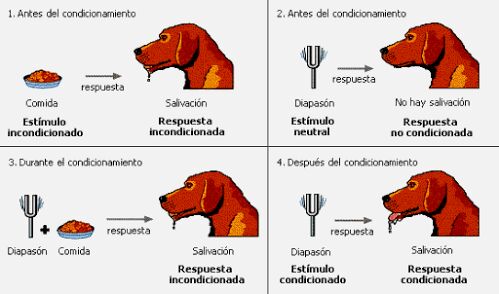 1. Antes del condicionamiento
respuesta
Comida
Salivación
Estímulo
incondicionado
Respuesta
incondicionada
2. Antes del condicionamiento
respuesta
Diapasón
No hay salivación
Estímulo
neutral
Respuesta
no condicionada
3. Durante el condicionamiento
+
respuesta
Diapasón
Comida
Salivación
Respuesta
incondicionada
4. Después del condicionamiento
respuesta
Diapasón
Salivación
Estímulo
condicionado
Respuesta
condicionada